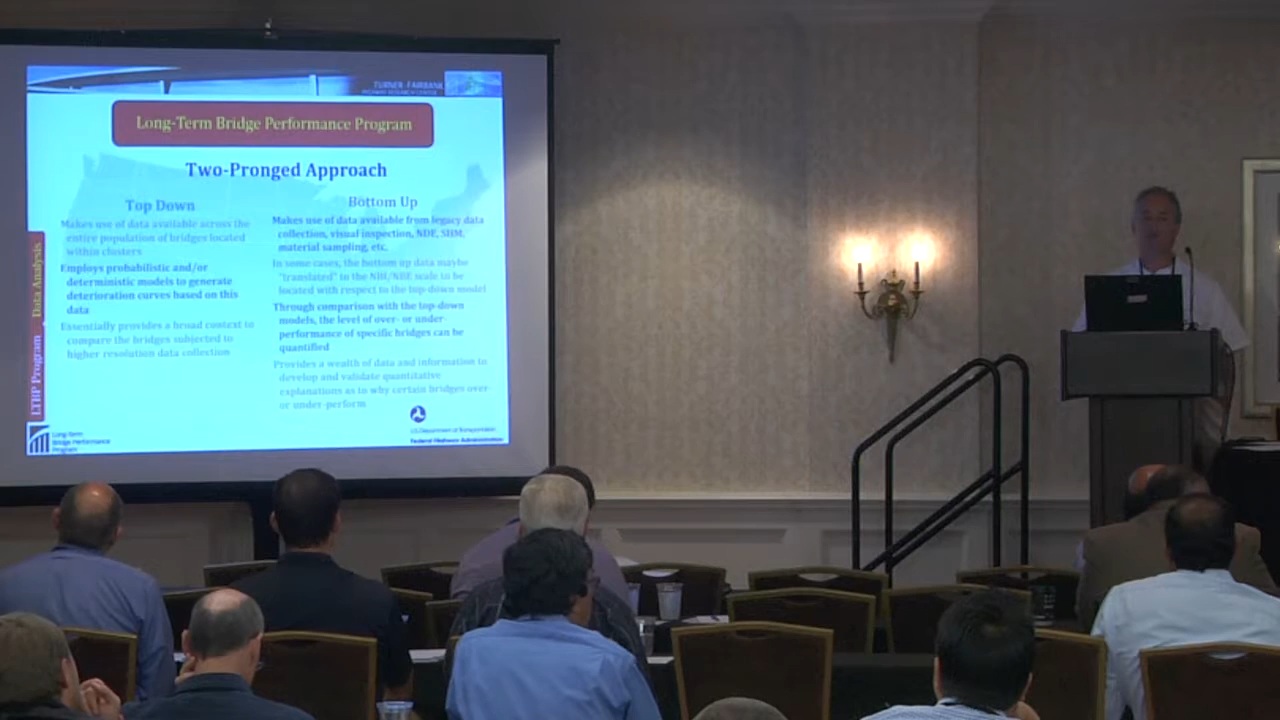 TURNER-FAIRBANK
HIGHWAY RESEARCH CENTER
Long-Term Bridge Performance Program
Two-Pronged Approach
Top Down
Makes use of data available across the
entire population of bridges located
within clusters
Employs probabilistic and/or
deterministic models to generate
deterioration curves based on this
data
Essentially provides a broad context to
compare the bridges subjected to
higher resolution data collection
Bottom Up
Makes use of data available from legacy data
collection, visual inspection, NDE, SHM,
material sampling, etc.
In some cases, the bottom up data maybe
"translated" to the NBI/NBE scale to be
located with respect to the top-down model
Through comparison with the top-down
models, the level of over- or under-
performance of specific bridges can be
quantified
Provides a wealth of data and information to
develop and validate quantitative
explanations as to why certain bridges over-
or under-perform
LTBP Program Data Analysis
Long-Term
Bridge Performance
Program
U.S. Department of Transportation
Federal Highway Administration